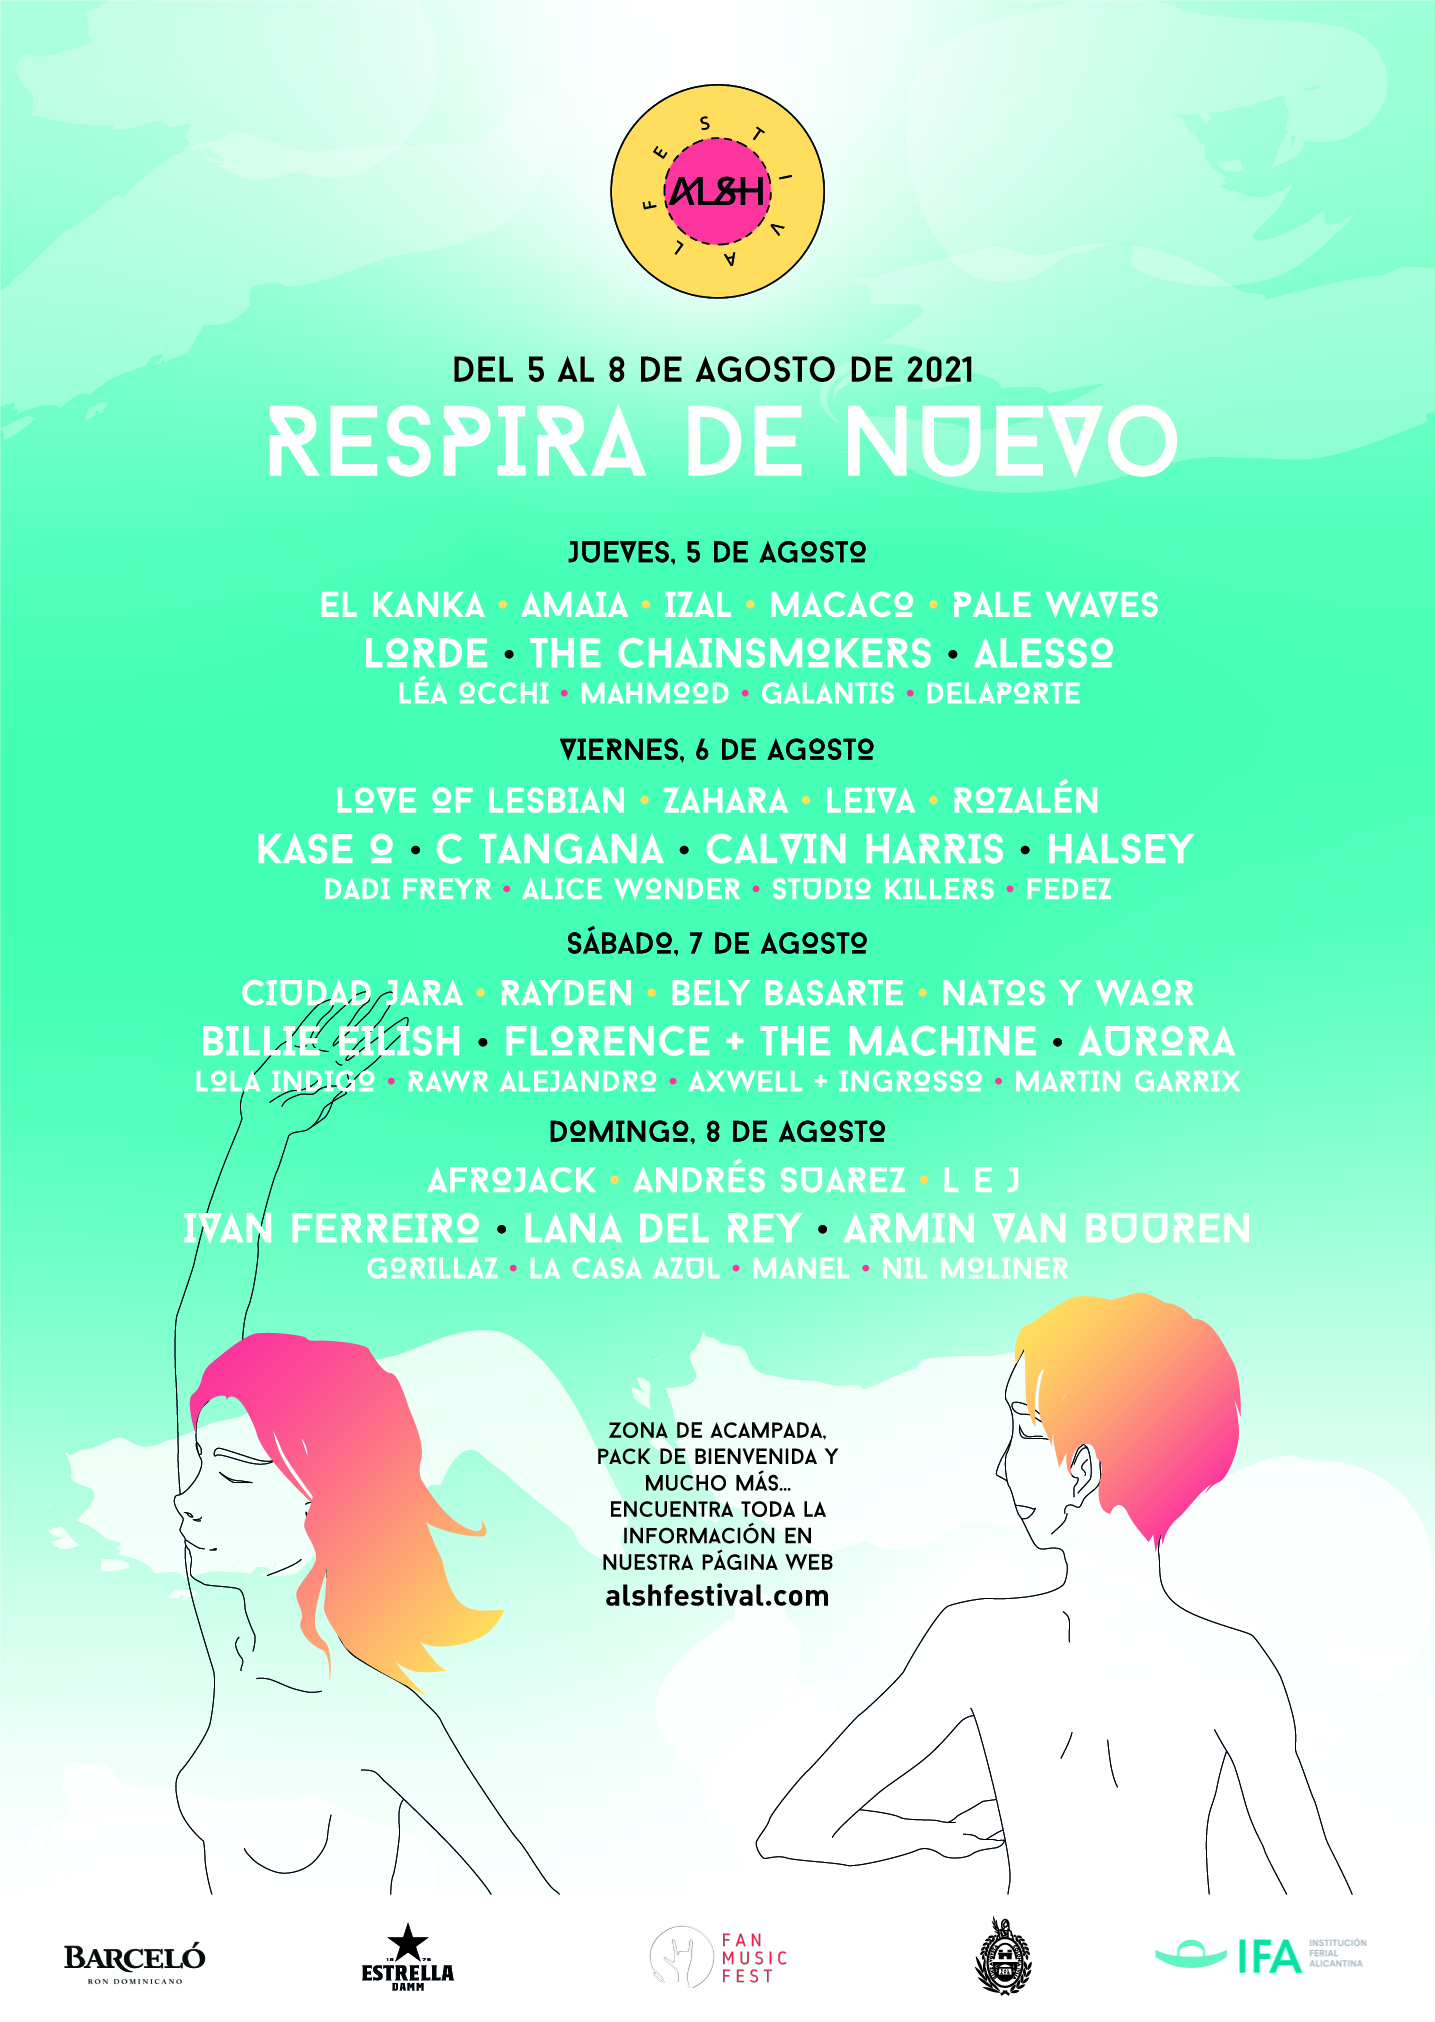 FESTIVAL
ALSH
DEL 5 AL 8 DE AGOSTO DE 2021
RESPIRA DE NUEVO
JUEVES, 5 DE AGOSTO
EL KANKA • AMAIA • IZAL • MACACO • PALE WAVES
LORDE • THE CHAINSMOKERS • ALESSO
LÉA OCCHI • MAHMOOD • GALANTIS • DELAPORTE
VIERNES, 6 DE AGOSTO
LOVE OF LESBIAN • ZAHARA • LEIVA • ROZALÉN
KASE O • C TANGANA • CALVIN HARRIS • HALSEY
DADI FREYR • ALICE WONDER • STUDIO KILLERS • FEDEZ
SÁBADO, 7 DE AGOSTO
CIUDAD JARA • RAYDEN • BELY BASARTE • NATOS Y WAOR
BILLIE EILISH • FLORENCE + THE MACHINE • AURORA
LOLA INDIGO • RAWR ALEJANDRO • AXWELL + INGROSSO • MARTIN GARRIX
DOMINGO, 8 DE AGOSTO
AFROJACK • ANDRÉS SUAREZ • L E J
IVAN FERREIRO • LANA DEL REY • ARMIN VAN BUUREN
GORILLAZ • LA CASA AZUL • MANEL • NIL MOLINER
ZONA DE ACAMPADA,
PACK DE BIENVENIDA Y
MUCHO MÁS...
ENCUENTRA TODA LA
INFORMACIÓN EN
NUESTRA PÁGINA WEB
alshfestival.com
BARCELÓ
RON DOMINICANO
1876
ESTRELLA
DAMM
FAN
MUSIC
FEST
IFA
INSTITUCIÓN
FERIAL
ALICANTINA